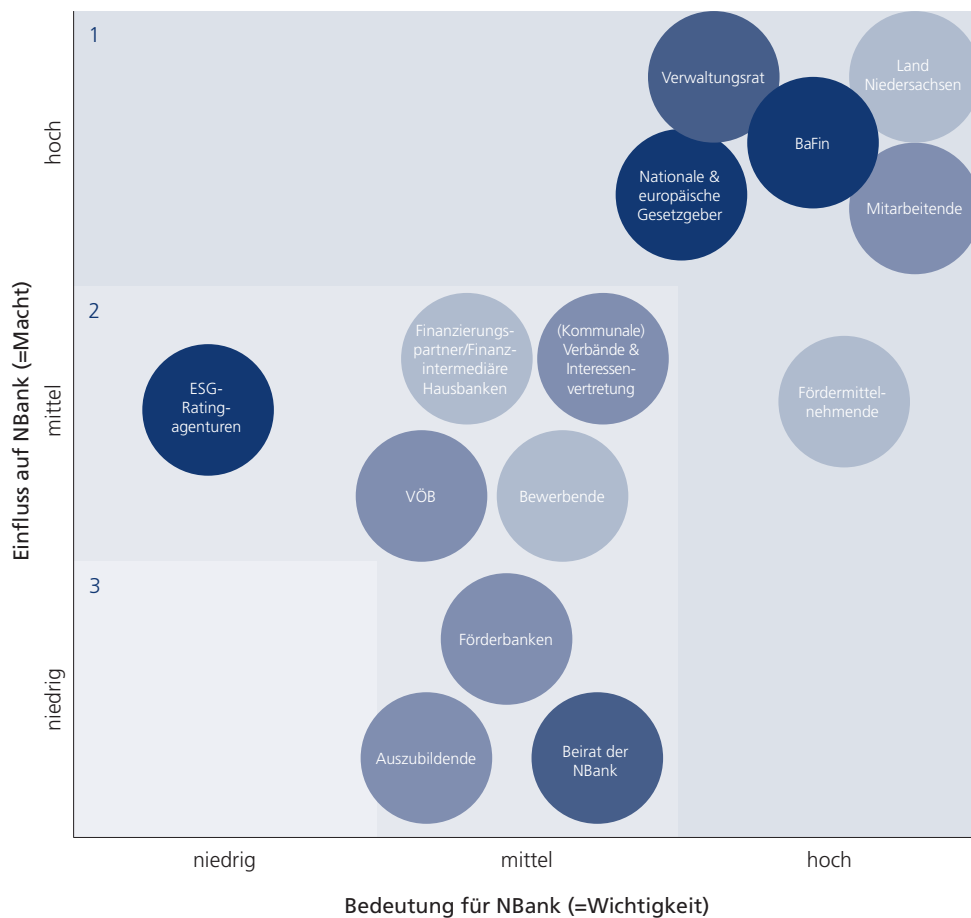 1
Verwaltungsrat
Land
Niedersachsen
BaFin
Nationale &
europäische
Gesetzgeber
Mitarbeitende
2
Finanzierungs-
partner/Finanz-
intermediäre
Hausbanken
(Kommunale)
Verbände &
Interessen-
vertretung
ESG-
Rating-
agenturen
Fördermittel-
nehmende
VÖB
Bewerbende
3
Förderbanken
Auszubildende
Beirat der
NBank
Einfluss auf NBank (=Macht)
hoch
mittel
niedrig
niedrig
mittel
hoch
Bedeutung für NBank (=Wichtigkeit)